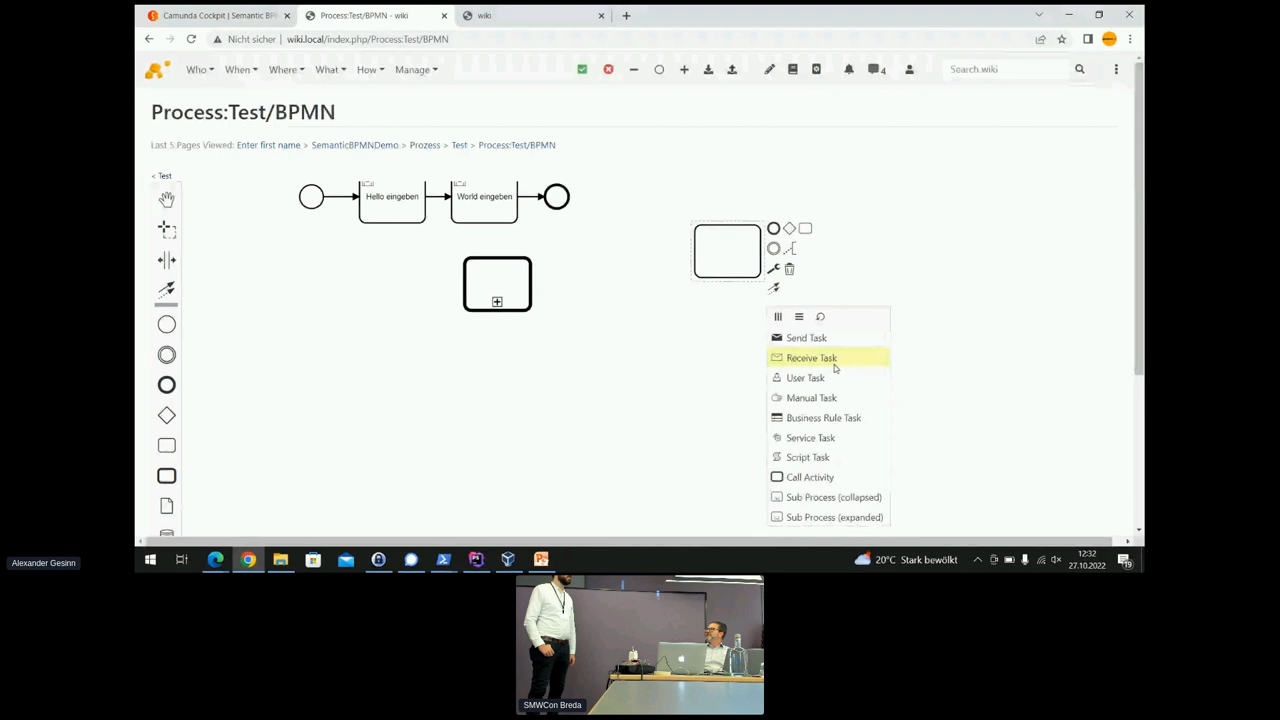 Camunda Cockpit | Semantic BP
Process:Test/BPMN - wiki
wiki
Nicht sicher | wiki.local/index.php/Process:Test/BPMN
Who
When
Where
What
How
Manage
4
Search wiki
Process:Test/BPMN
Last 5 Pages Viewed: Enter first name > SemanticBPMNDemo > Prozess > Test > Process:Test/BPMN
< Test
Hello eingeben
World eingeben
Send Task
Receive Task
User Task
Manual Task
Business Rule Task
Service Task
Script Task
Call Activity
Sub Process (collapsed)
Sub Process (expanded)
Alexander Gesinn
20°C Stark bewölkt
12:32
27.10.2022
19
SMWCon Breda